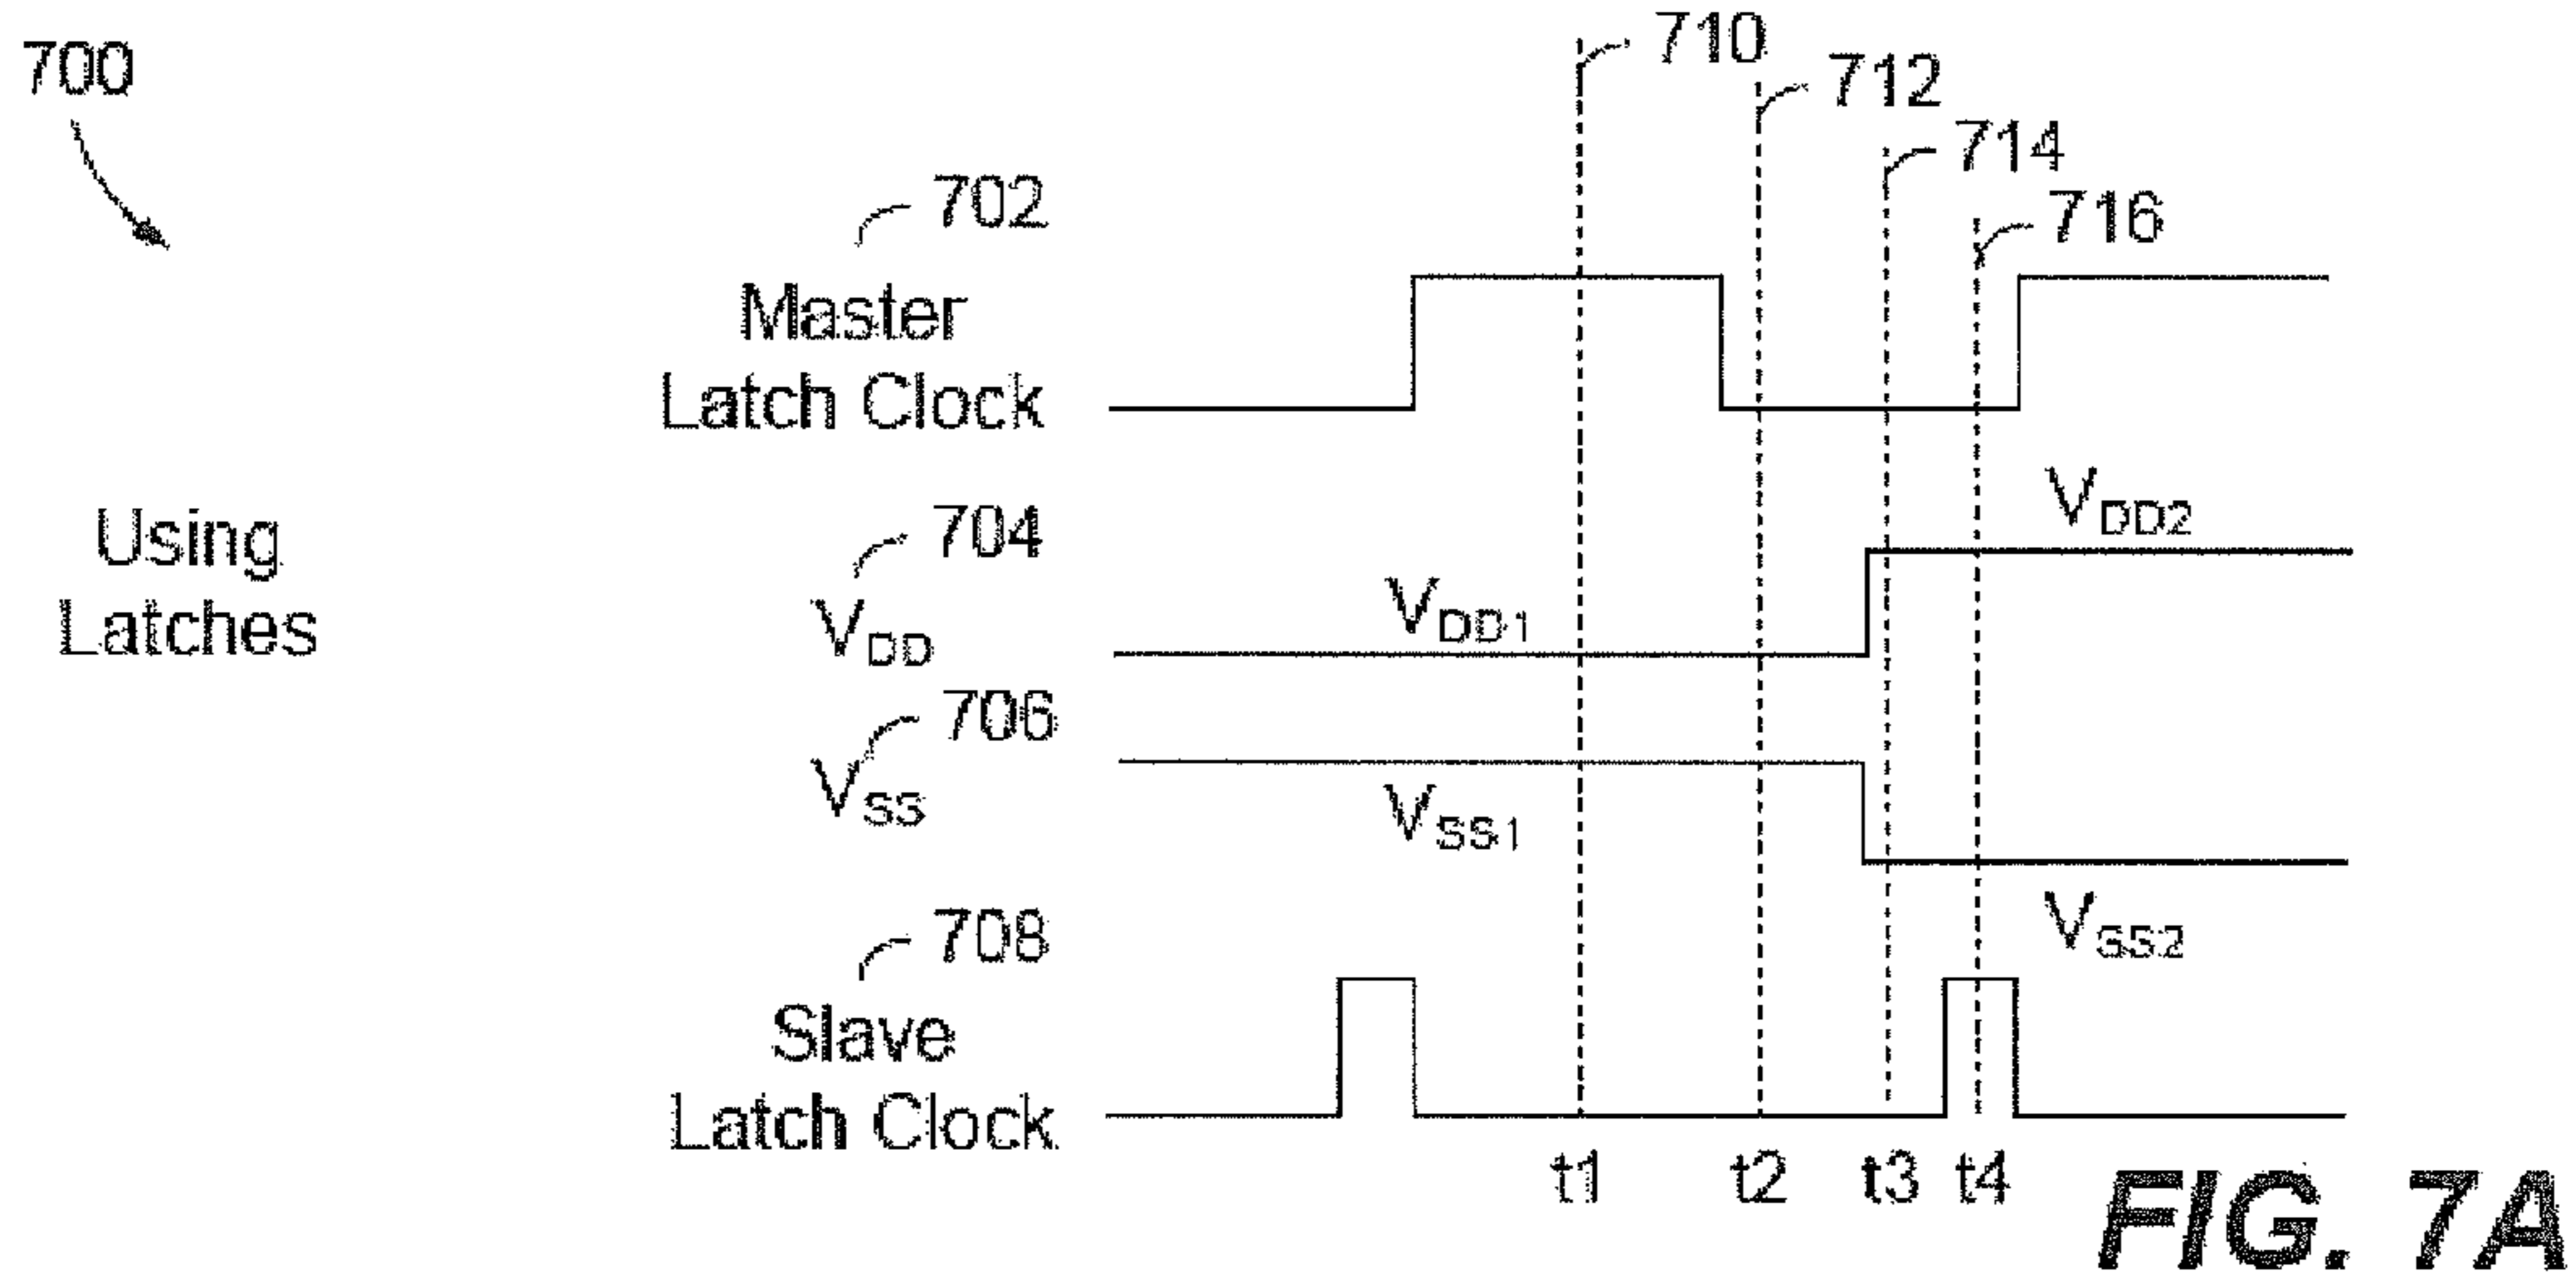 700
710
712
714
716
702
Master
Latch Clock
Using
Latches
704
VDD
VDD1
VDD2
706
VSS
VSS1
VSS2
708
Slave
Latch Clock
t1 t2 t3 t4
FIG. 7A